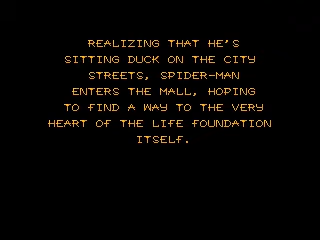 REALIZING THAT HE'S
SITTING DUCK ON THE CITY
STREETS, SPIDER-MAN
ENTERS THE MALL, HOPING
TO FIND A WAY TO THE VERY
HEART OF THE LIFE FOUNDATION
ITSELF.